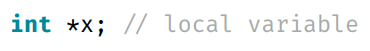 int *x; // local variable